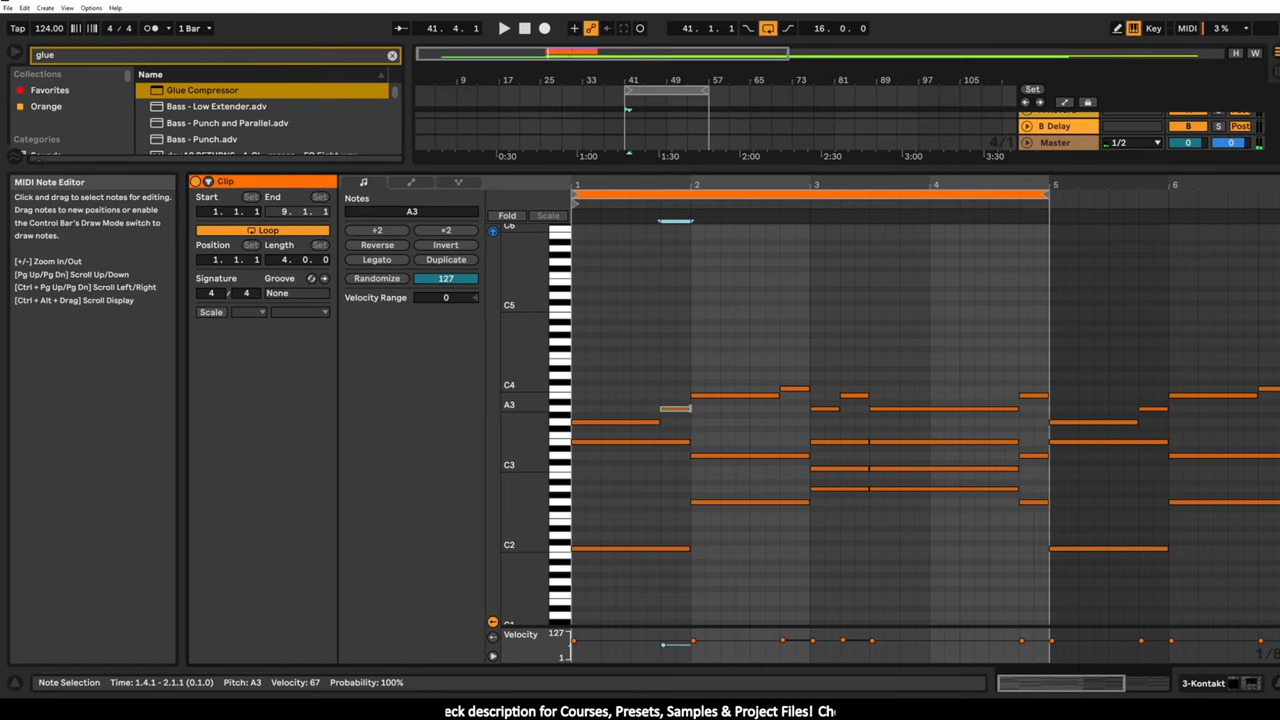 File Edit Create View Options Help
Tap 124.00 4 / 4 1 Bar 41. 4. 1 41. 1. 1 16. 0. 0 Key MIDI 3 %
glue H W
Collections Name
Favorites Glue Compressor 9 17 25 33 41 49 57 65 73 81 89 97 105
Orange Bass - Low Extender.adv Set
Bass - Punch and Parallel.adv
B Delay B S Post
Categories Bass - Punch.adv
Master 1/2 0 0
0:30 1:00 1:30 2:00 2:30 3:00 3:30 4/1
MIDI Note Editor Clip
Click and drag to select notes for editing.
Drag notes to new positions or enable
the Control Bar's Draw Mode switch to
draw notes.
[+/-] Zoom In/Out
[Pg Up/Pg Dn] Scroll Up/Down
[Ctrl + Pg Up/Pg Dn] Scroll Left/Right
[Ctrl + Alt + Drag] Scroll Display
Start Set End Set
1. 1. 1 9. 1. 1
Loop
Position Set Length Set
1. 1. 1 4. 0. 0
Signature Groove
4 / 4 None
Scale
Notes
A3
÷2 ×2
Reverse Invert
Legato Duplicate
Randomize 127
Velocity Range 0
1 2 3 4 5 6
Fold Scale
C6
C5
C4
A3
C3
C2
C1
Velocity 127
1 1/8
Note Selection Time: 1.4.1 - 2.1.1 (0.1.0) Pitch: A3 Velocity: 67 Probability: 100% 3-Kontakt
eck description for Courses, Presets, Samples & Project Files! Che